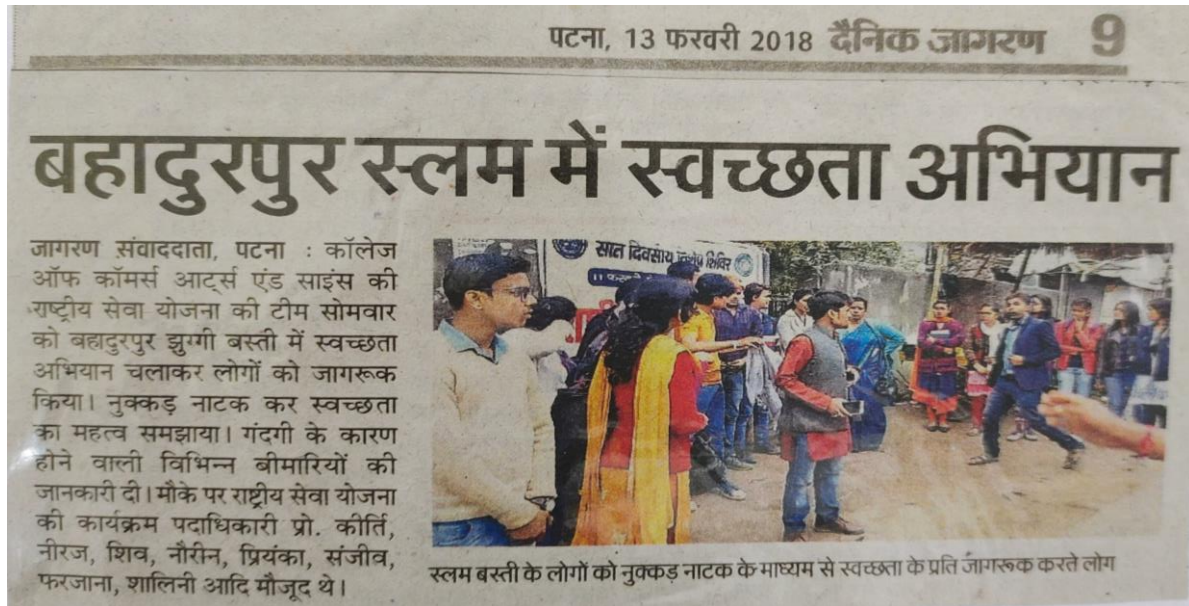 पटना, 13 फरवरी 2018 दैनिक जागरण 9
बहादुरपुर स्लम में स्वच्छता अभियान
जागरण संवाददाता, पटना : कॉलेज
ऑफ कॉमर्स आर्ट्स एंड साइंस की
राष्ट्रीय सेवा योजना की टीम सोमवार
को बहादुरपुर झुग्गी बस्ती में स्वच्छता
अभियान चलाकर लोगों को जागरूक
किया। नुक्कड़ नाटक कर स्वच्छता
का महत्व समझाया। गंदगी के कारण
होने वाली विभिन्न बीमारियों की
जानकारी दी। मौके पर राष्ट्रीय सेवा योजना
की कार्यक्रम पदाधिकारी प्रो. कीर्ति,
नीरज, शिव, नौरीन, प्रियंका, संजीव,
फरजाना, शालिनी आदि मौजूद थे।
सात दिवसीय शिविर
स्लम बस्ती के लोगों को नुक्कड़ नाटक के माध्यम से स्वच्छता के प्रति जागरूक करते लोग